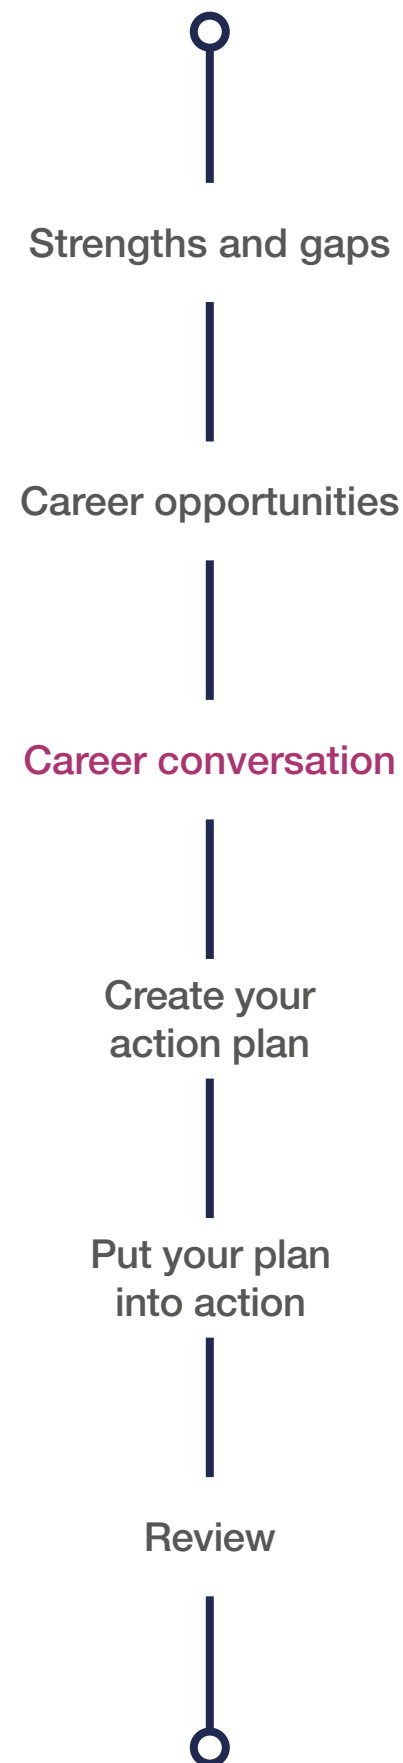 Strengths and gaps
Career opportunities
Career conversation
Create your
action plan
Put your plan
into action
Review